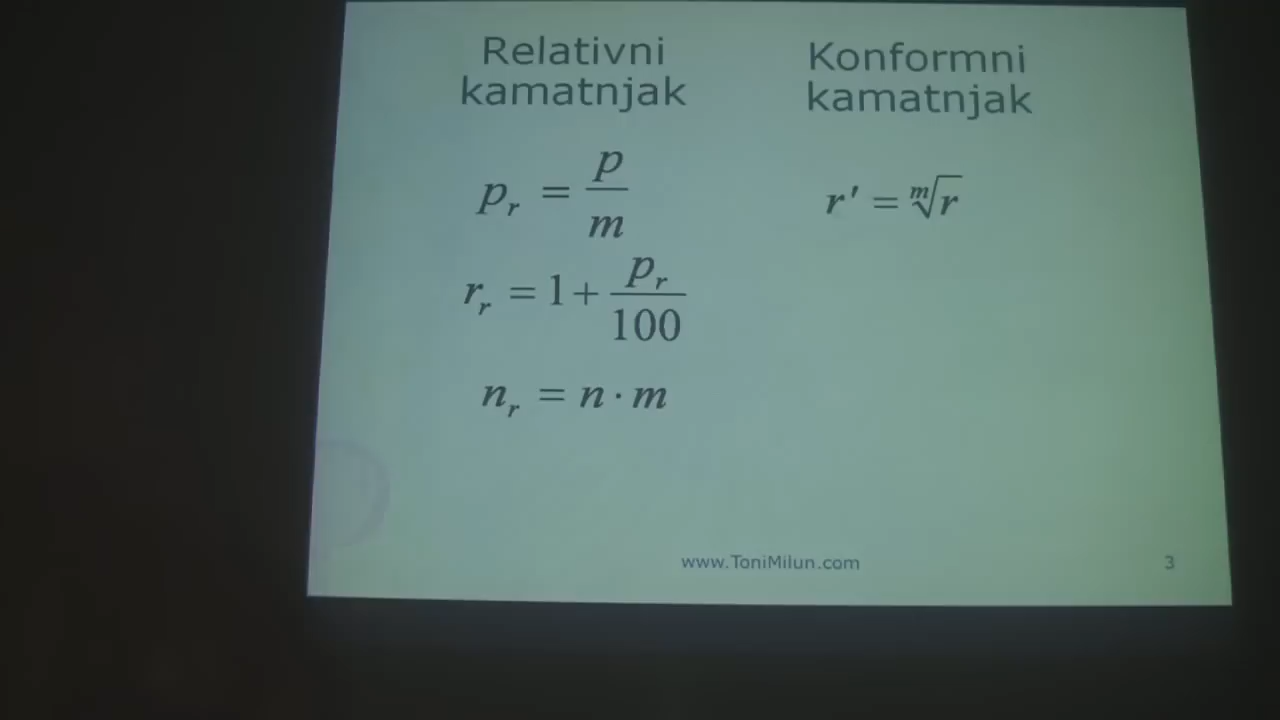 Relativni
kamatnjak
p_r = p/m
r_r = 1 + p_r/100
n_r = n · m
Konformni
kamatnjak
r' = ᵐ√r
www.ToniMilun.com
3